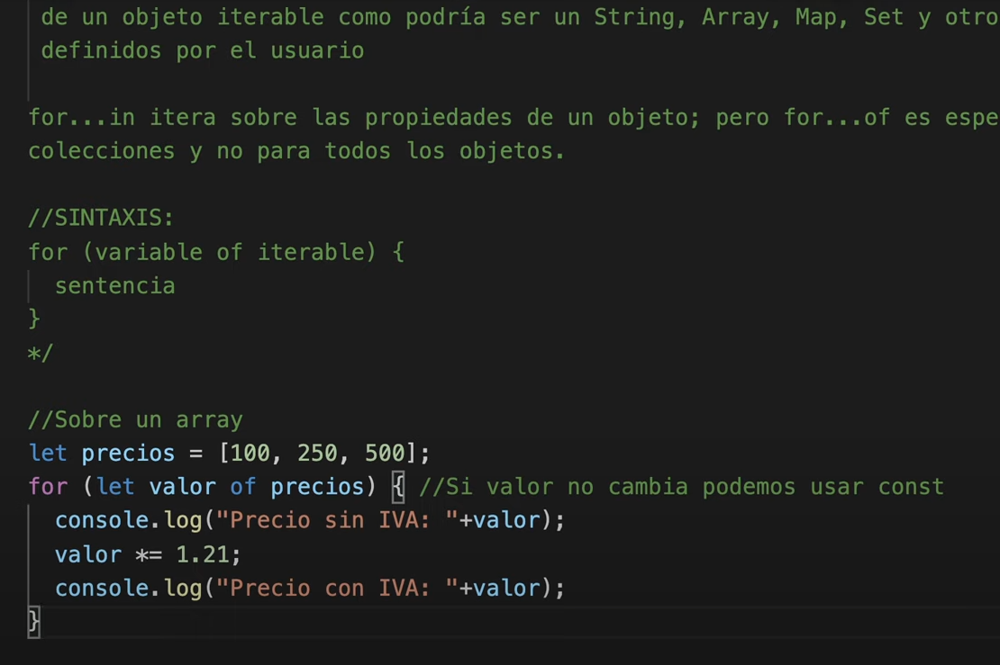 de un objeto iterable como podría ser un String, Array, Map, Set y otro
definidos por el usuario
for...in itera sobre las propiedades de un objeto; pero for...of es espe
colecciones y no para todos los objetos.
//SINTAXIS:
for (variable of iterable) {
sentencia
}
*/
//Sobre un array
let precios = [100, 250, 500];
for (let valor of precios) { //Si valor no cambia podemos usar const
console.log("Precio sin IVA: "+valor);
valor *= 1.21;
console.log("Precio con IVA: "+valor);
}